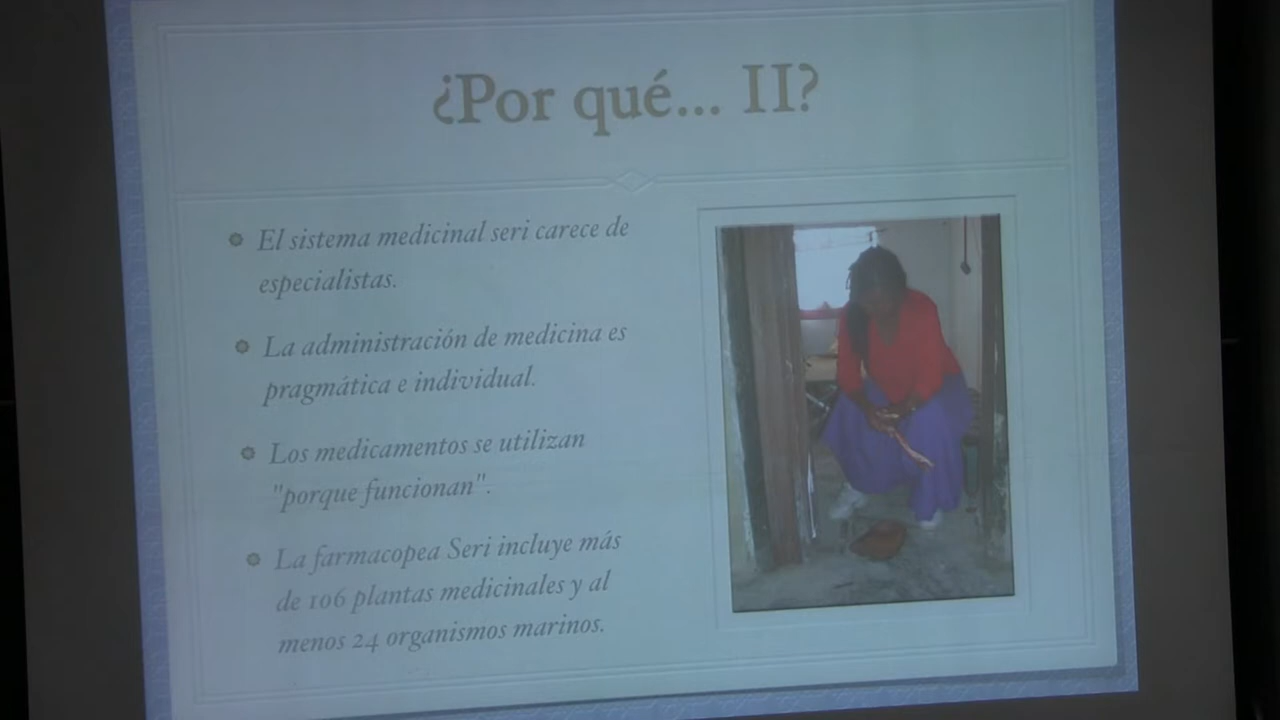 ¿Por qué... II?
El sistema medicinal seri carece de
especialistas.
La administración de medicina es
pragmática e individual.
Los medicamentos se utilizan
"porque funcionan".
La farmacopea Seri incluye más
de 106 plantas medicinales y al
menos 24 organismos marinos.